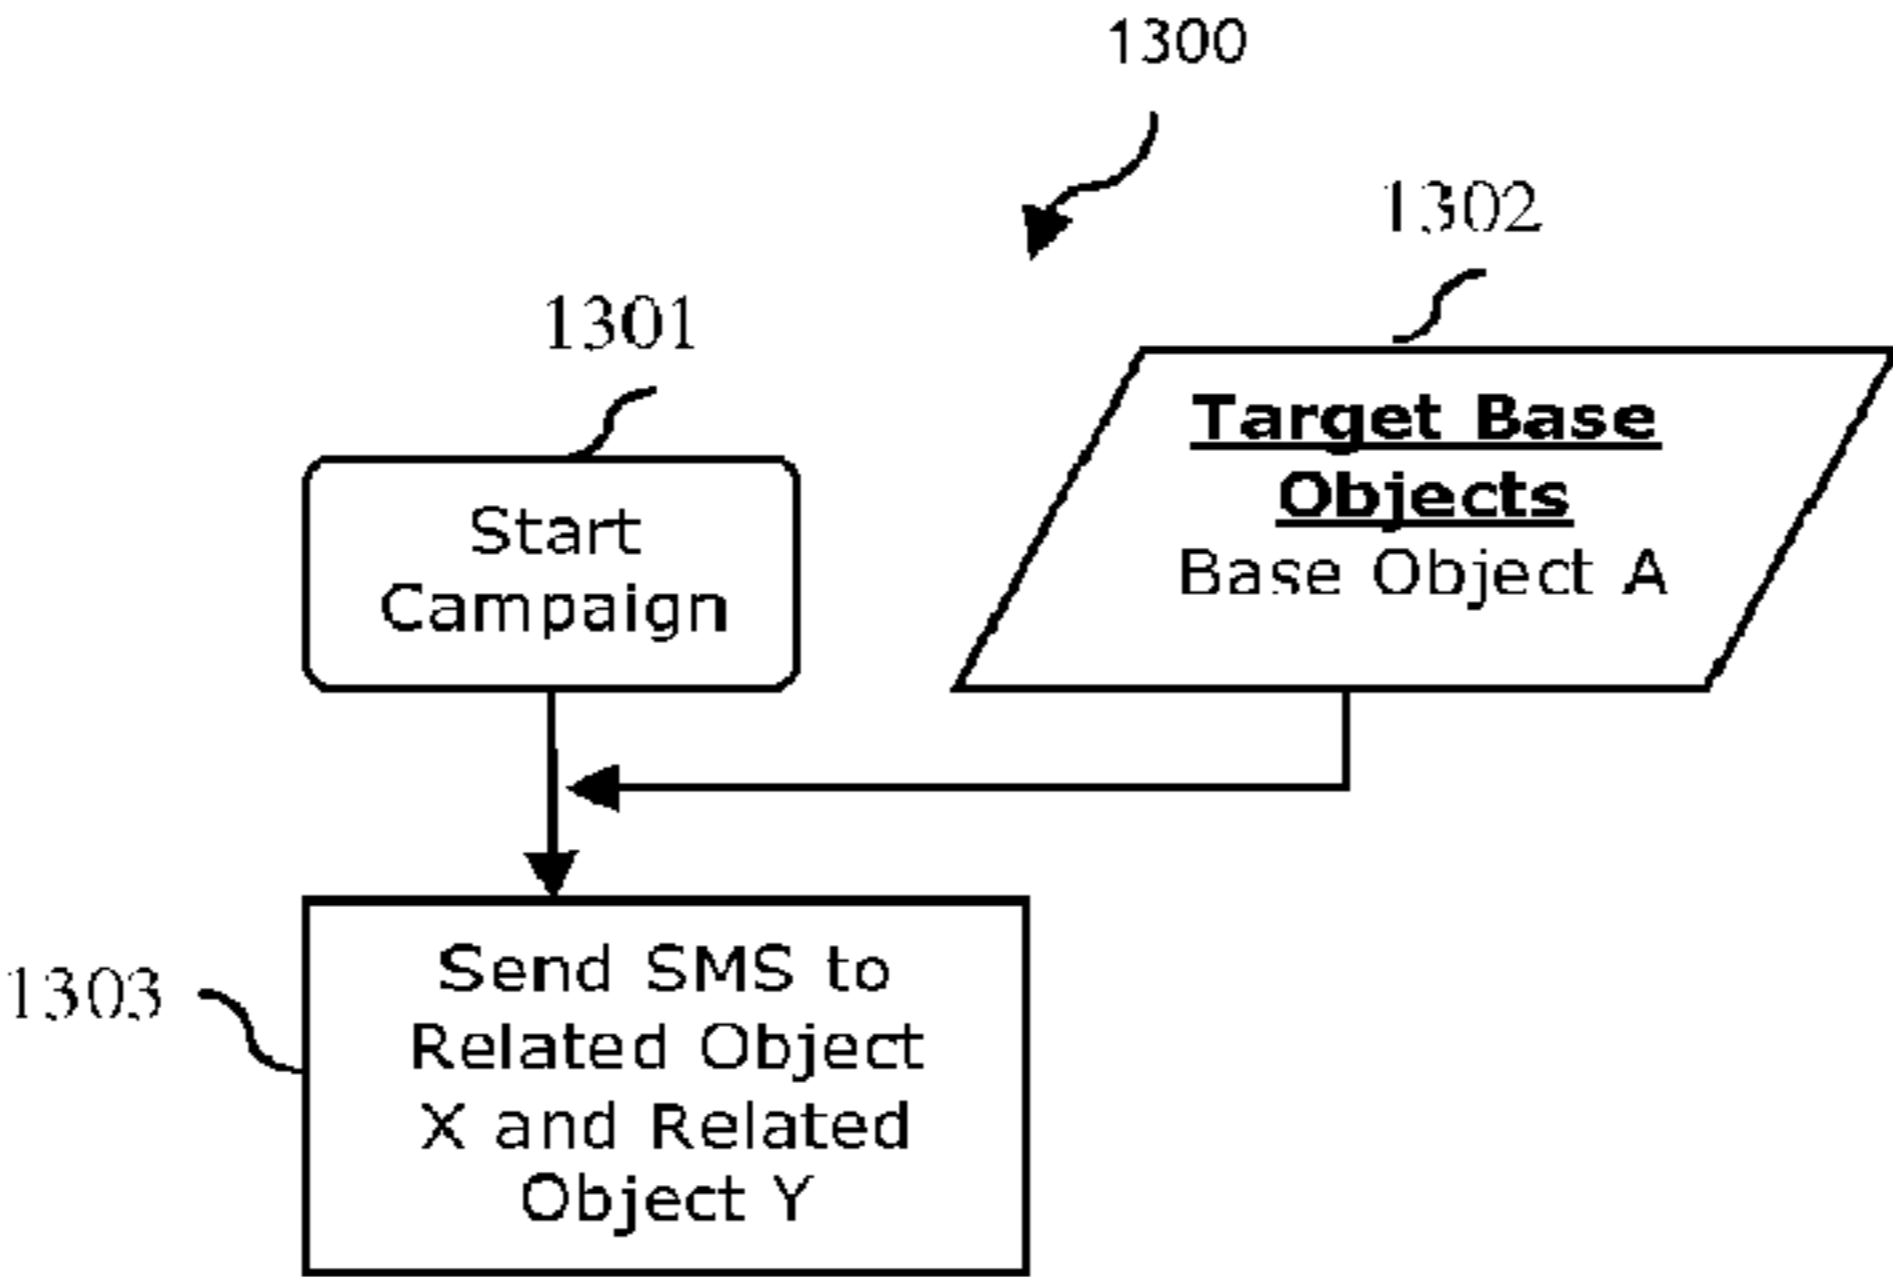 1300
1302
1301
Target Base
Objects
Base Object A
Start
Campaign
1303
Send SMS to
Related Object
X and Related
Object Y